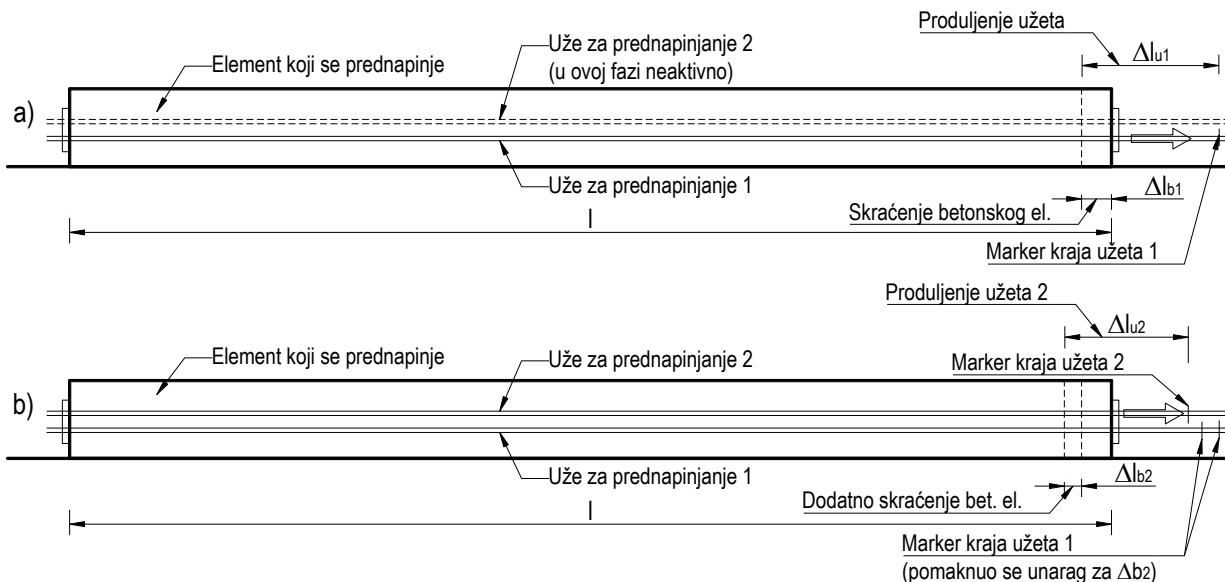 Produljenje užeta
Δlu1
Uže za prednapinjanje 2
(u ovoj fazi neaktivno)
Element koji se prednapinje
a)
Uže za prednapinjanje 1
Δlb1
Skraćenje betonskog el.
l
Marker kraja užeta 1
Produljenje užeta 2
Δlu2
Element koji se prednapinje
Uže za prednapinjanje 2
Marker kraja užeta 2
b)
Uže za prednapinjanje 1
Δlb2
Dodatno skraćenje bet. el.
l
Marker kraja užeta 1
(pomaknuo se unarag za Δb2)